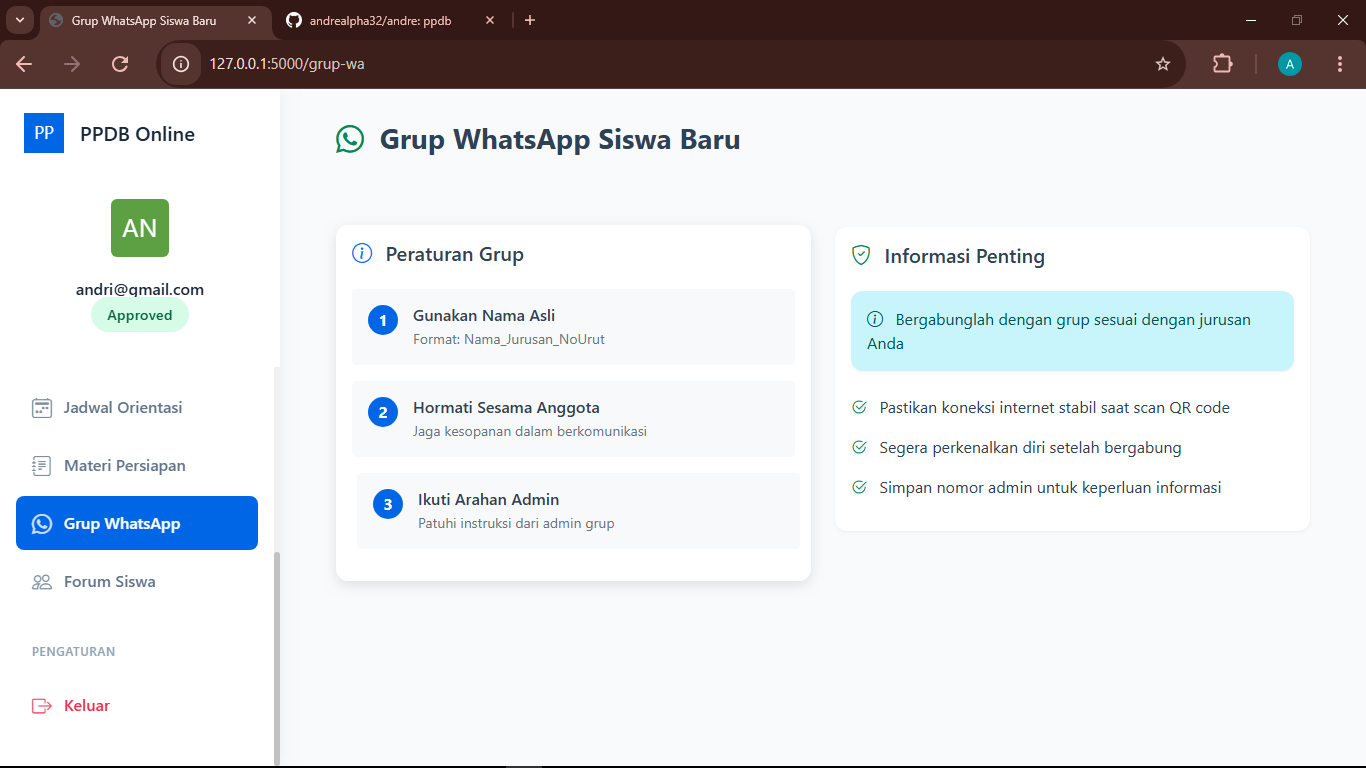 Grup WhatsApp Siswa Baru
andrealpha32/andre: ppdb
127.0.0.1:5000/grup-wa
A
PP
PPDB Online
AN
andri@gmail.com
Approved
Jadwal Orientasi
Materi Persiapan
Grup WhatsApp
Forum Siswa
PENGATURAN
Keluar
Grup WhatsApp Siswa Baru
Peraturan Grup
1
Gunakan Nama Asli
Format: Nama_Jurusan_NoUrut
2
Hormati Sesama Anggota
Jaga kesopanan dalam berkomunikasi
3
Ikuti Arahan Admin
Patuhi instruksi dari admin grup
Informasi Penting
Bergabunglah dengan grup sesuai dengan jurusan
Anda
Pastikan koneksi internet stabil saat scan QR code
Segera perkenalkan diri setelah bergabung
Simpan nomor admin untuk keperluan informasi